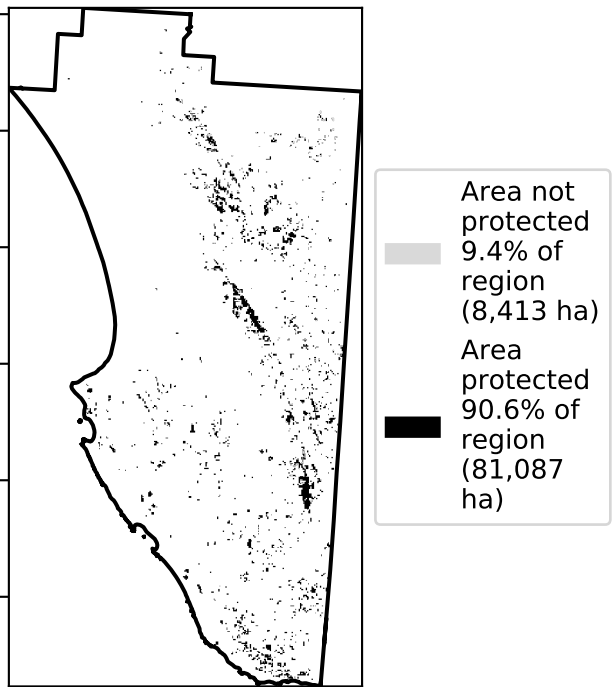 Area not
protected
9.4% of
region
(8,413 ha)
Area
protected
90.6% of
region
(81,087
ha)